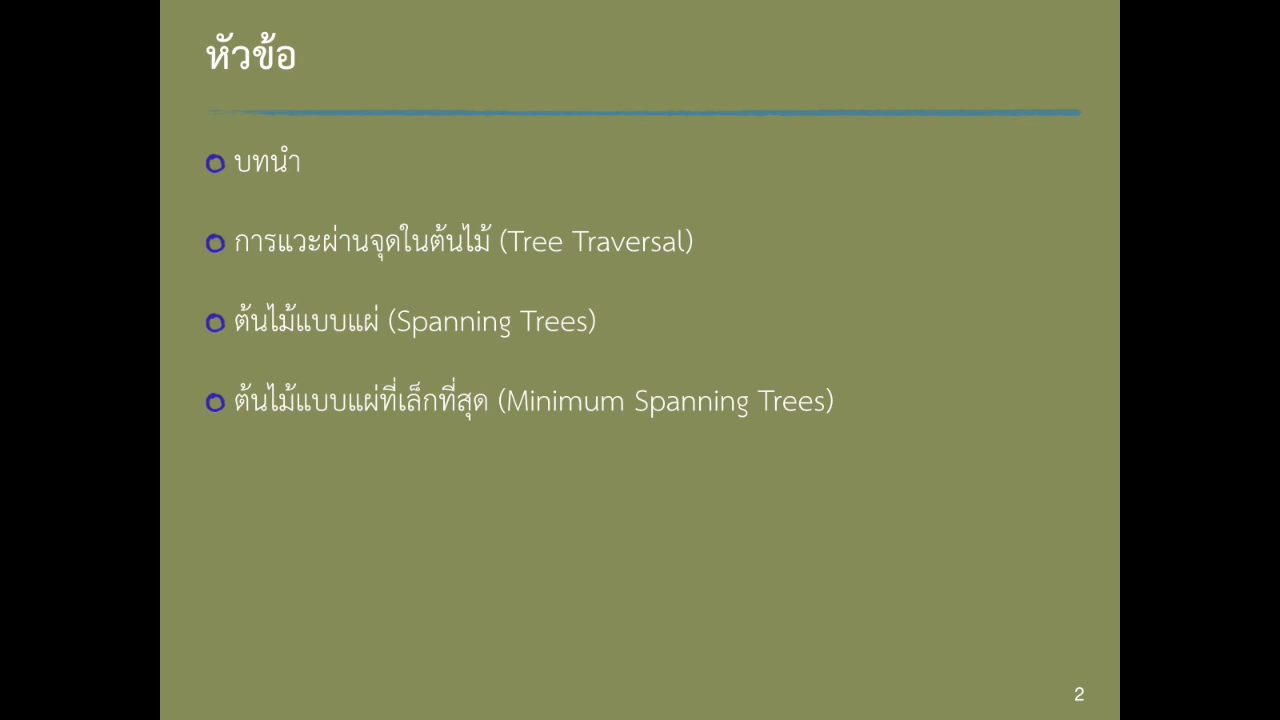 หัวข้อ
บทนำ
การแวะผ่านจุดในต้นไม้ (Tree Traversal)
ต้นไม้แบบแผ่ (Spanning Trees)
ต้นไม้แบบแผ่ที่เล็กที่สุด (Minimum Spanning Trees)
2